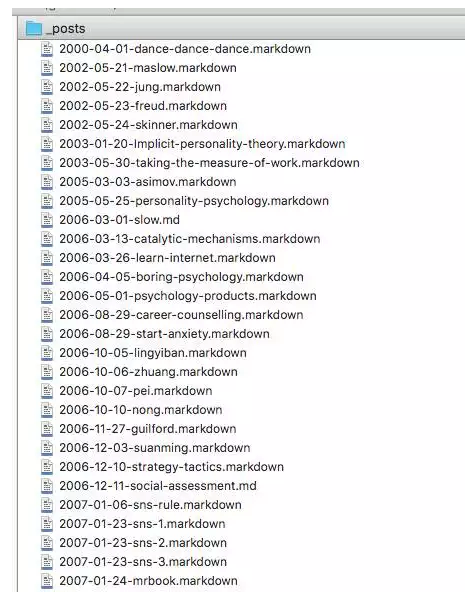 _posts
2000-04-01-dance-dance-dance.markdown
2002-05-21-maslow.markdown
2002-05-22-jung.markdown
2002-05-23-freud.markdown
2002-05-24-skinner.markdown
2003-01-20-Implicit-personality-theory.markdown
2003-05-30-taking-the-measure-of-work.markdown
2005-03-03-asimov.markdown
2005-05-25-personality-psychology.markdown
2006-03-01-slow.md
2006-03-13-catalytic-mechanisms.markdown
2006-03-26-learn-internet.markdown
2006-04-05-boring-psychology.markdown
2006-05-01-psychology-products.markdown
2006-08-29-career-counselling.markdown
2006-08-29-start-anxiety.markdown
2006-10-05-lingyiban.markdown
2006-10-06-zhuang.markdown
2006-10-07-pei.markdown
2006-10-10-nong.markdown
2006-11-27-guilford.markdown
2006-12-03-suanming.markdown
2006-12-10-strategy-tactics.markdown
2006-12-11-social-assessment.md
2007-01-06-sns-rule.markdown
2007-01-23-sns-1.markdown
2007-01-23-sns-2.markdown
2007-01-23-sns-3.markdown
2007-01-24-mrbook.markdown